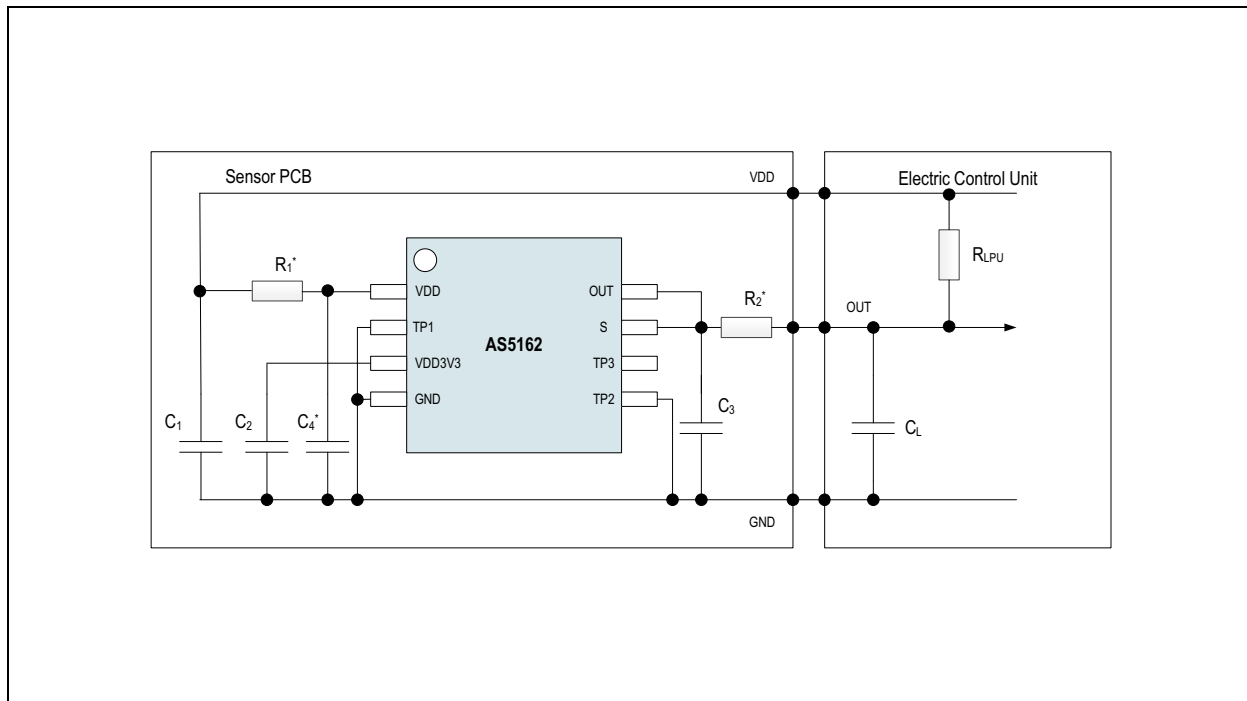 Sensor PCB
VDD
Electric Control Unit
R1*
VDD
OUT
R2*
OUT
RLPU
TP1
S
AS5162
VDD3V3
TP3
GND
TP2
C1
C2
C4*
C3
CL
GND